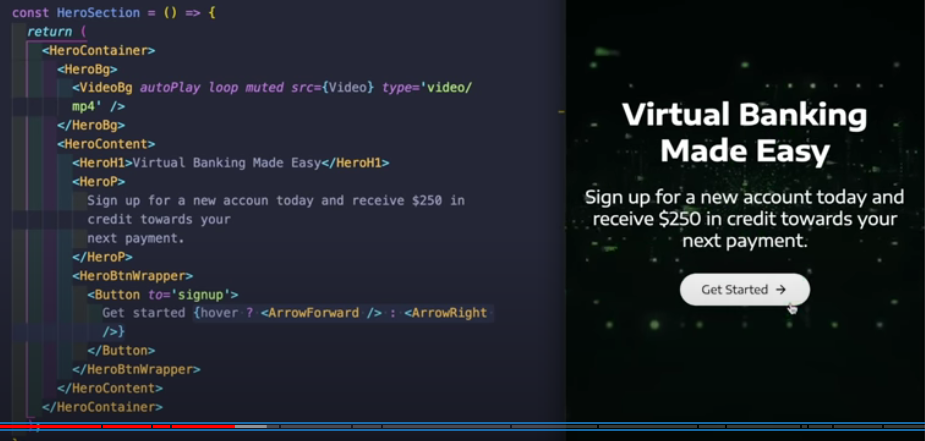 const HeroSection = () => {
return (
<HeroContainer>
<HeroBg>
<VideoBg autoPlay loop muted src={Video} type='video/
mp4' />
</HeroBg>
<HeroContent>
<HeroH1>Virtual Banking Made Easy</HeroH1>
<HeroP>
Sign up for a new accoun today and receive $250 in
credit towards your
next payment.
</HeroP>
<HeroBtnWrapper>
<Button to='signup'>
Get started {hover ? <ArrowForward /> : <ArrowRight
/>}
</Button>
</HeroBtnWrapper>
</HeroContent>
</HeroContainer>
);
}
Virtual Banking
Made Easy
Sign up for a new account today and
receive $250 in credit towards your
next payment.
Get Started →